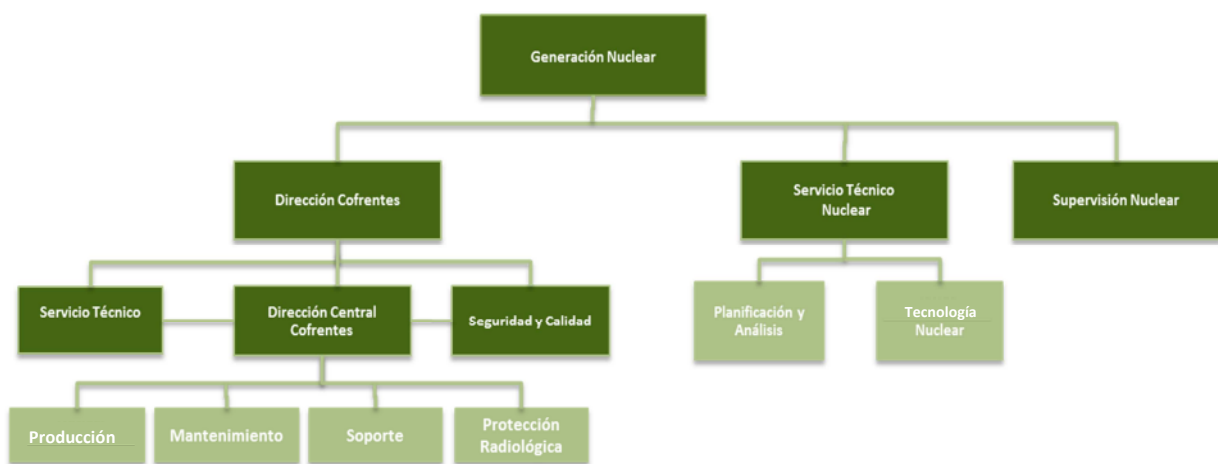 Generación Nuclear
Dirección Cofrentes
Servicio Técnico
Nuclear
Supervisión Nuclear
Servicio Técnico
Dirección Central
Cofrentes
Seguridad y Calidad
Planificación y
Análisis
Tecnología
Nuclear
Producción
Mantenimiento
Soporte
Protección
Radiológica